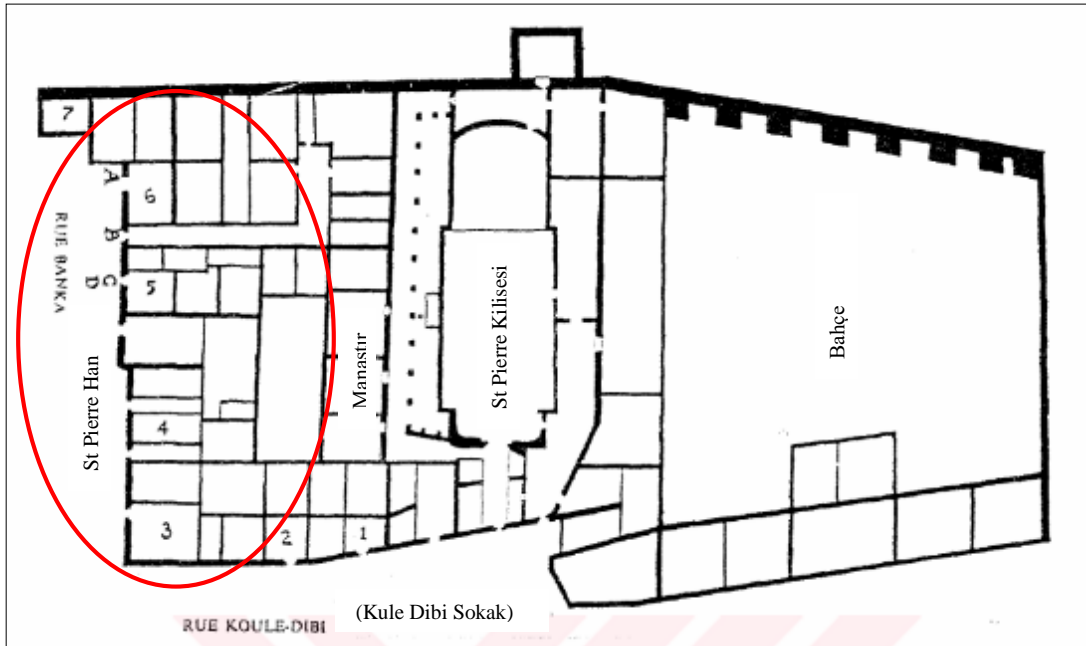 7
A
6
B
RUE BANKA
C
D
5
St Pierre Han
4
3
2
1
Manastır
St Pierre Kilisesi
Bahçe
(Kule Dibi Sokak)
RUE KOULE-DIBI